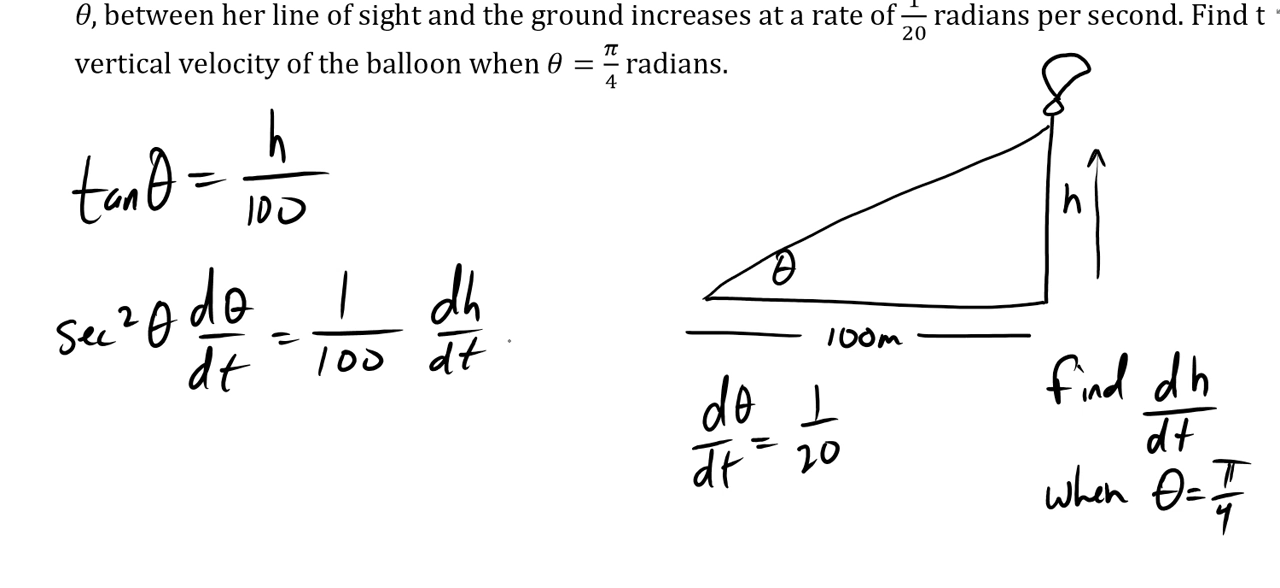 θ, between her line of sight and the ground increases at a rate of 1/20 radians per second. Find t
vertical velocity of the balloon when θ = π/4 radians.
tanθ = h/100
sec²θ dθ/dt = 1/100 dh/dt
θ
h
100m
dθ/dt = 1/20
find dh/dt
when θ = π/4